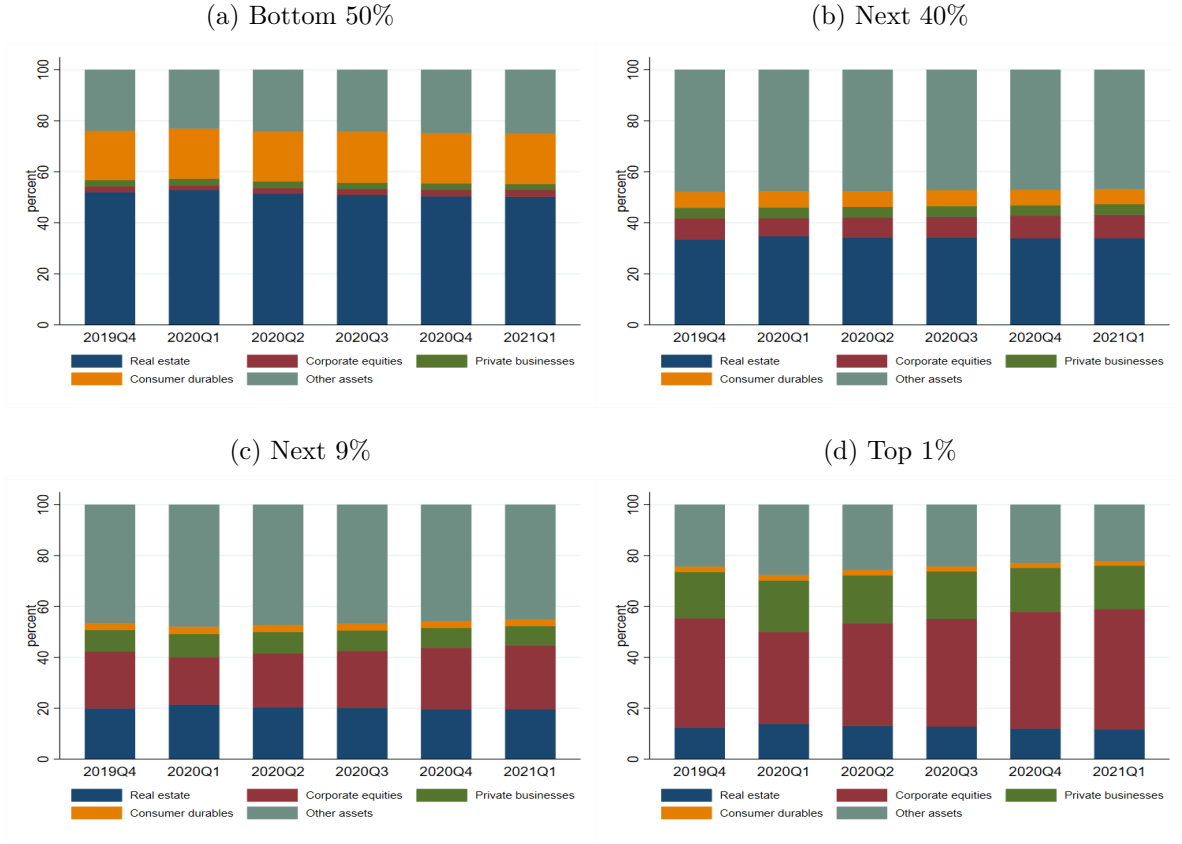 (a) Bottom 50%
percent
100
80
60
40
20
0
2019Q4 2020Q1 2020Q2 2020Q3 2020Q4 2021Q1
Real estate Corporate equities Private businesses
Consumer durables Other assets
(b) Next 40%
percent
100
80
60
40
20
0
2019Q4 2020Q1 2020Q2 2020Q3 2020Q4 2021Q1
Real estate Corporate equities Private businesses
Consumer durables Other assets
(c) Next 9%
percent
100
80
60
40
20
0
2019Q4 2020Q1 2020Q2 2020Q3 2020Q4 2021Q1
Real estate Corporate equities Private businesses
Consumer durables Other assets
(d) Top 1%
percent
100
80
60
40
20
0
2019Q4 2020Q1 2020Q2 2020Q3 2020Q4 2021Q1
Real estate Corporate equities Private businesses
Consumer durables Other assets